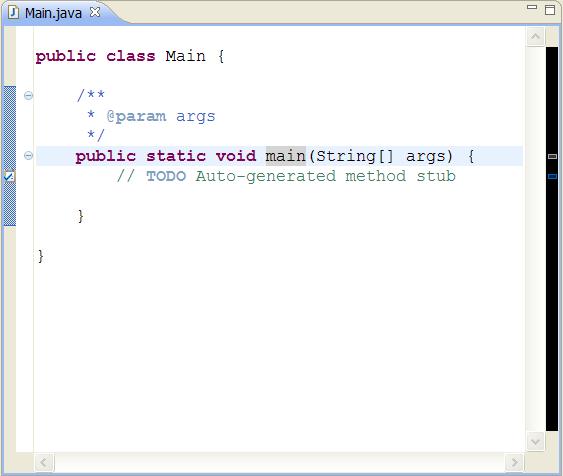 Main.java
public class Main {
/**
* @param args
*/
public static void main(String[] args) {
// TODO Auto-generated method stub
}
}